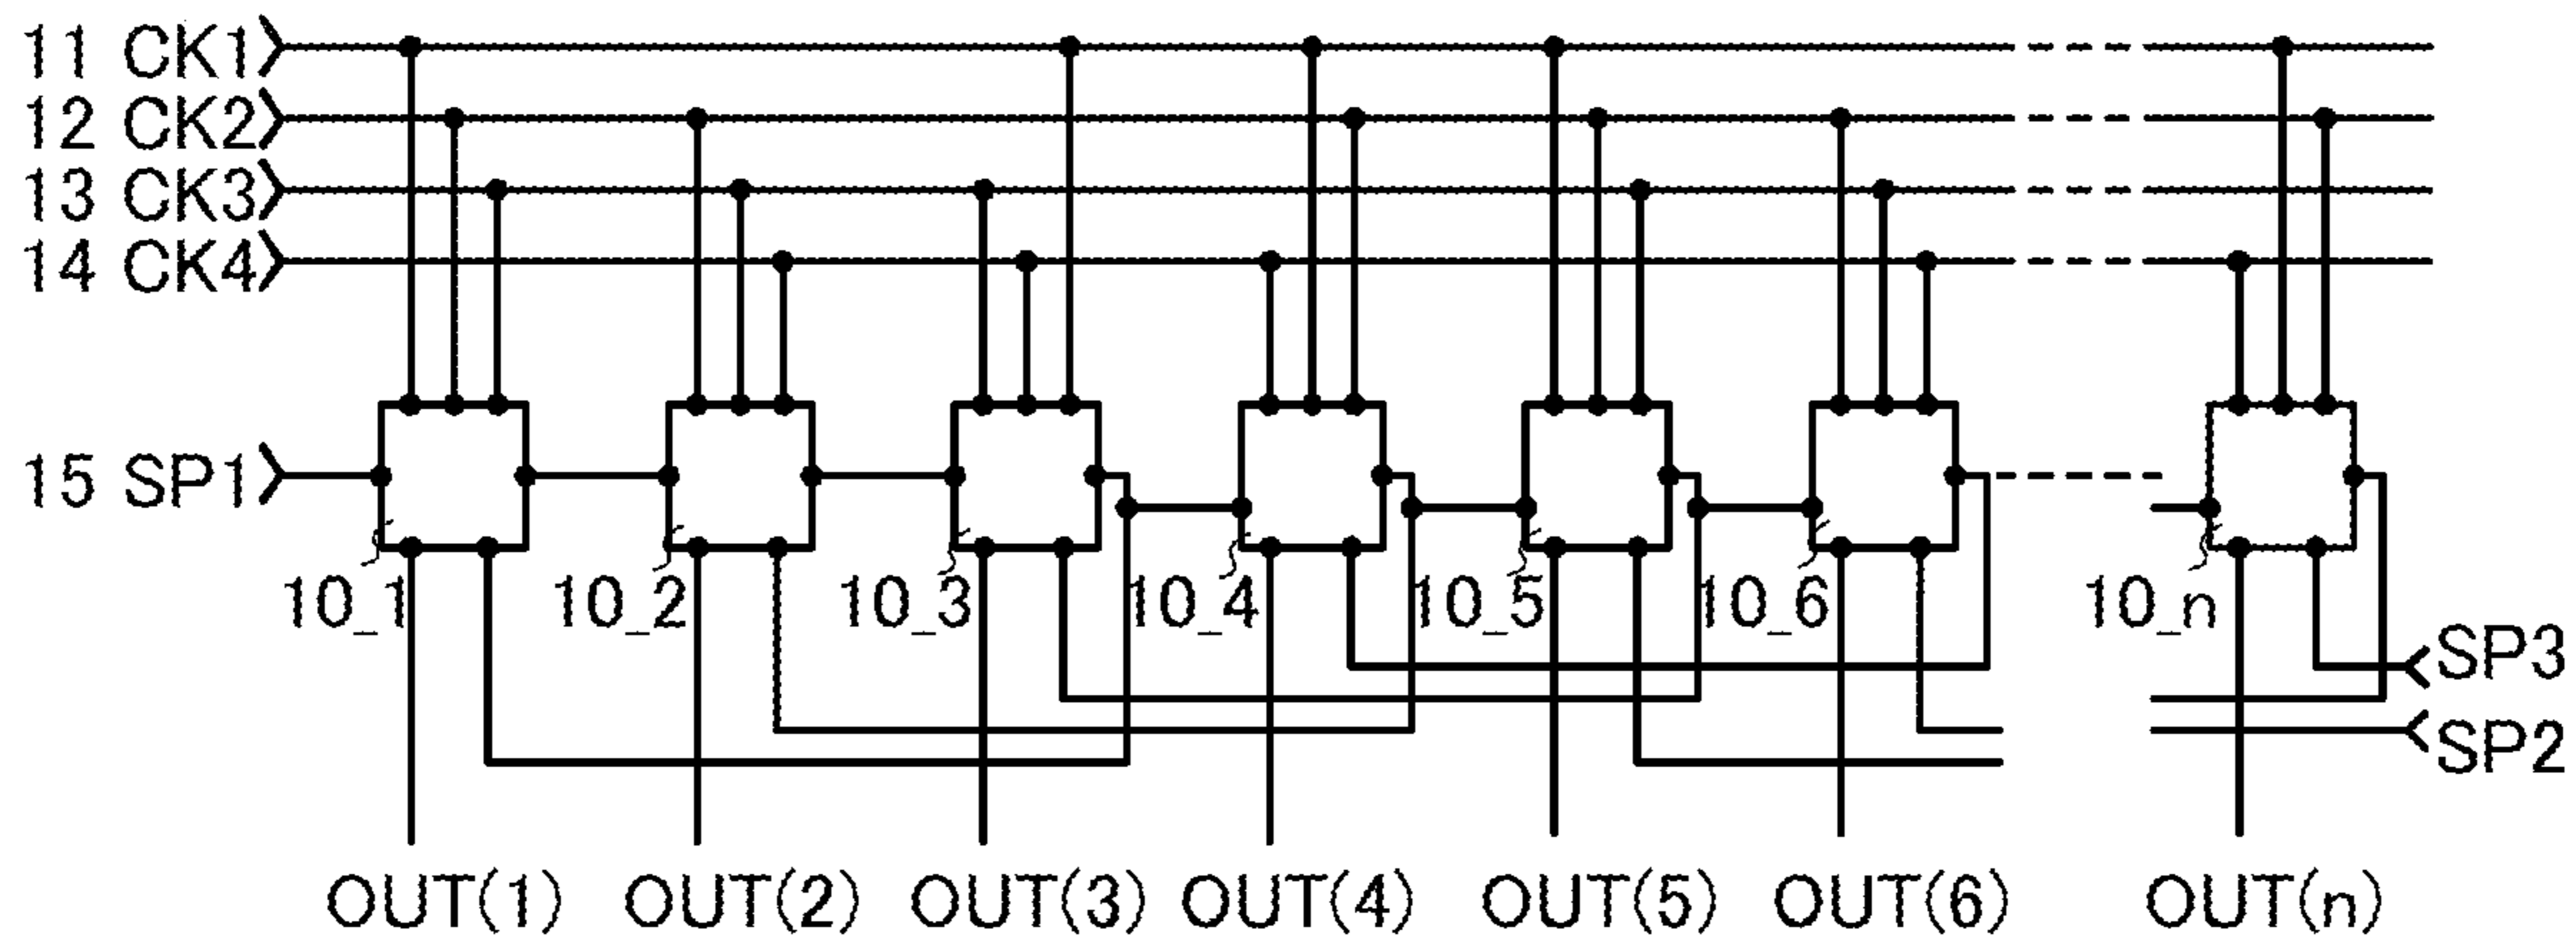 11 CK1
12 CK2
13 CK3
14 CK4
15 SP1
10_1 10_2 10_3 10_4 10_5 10_6 10_n
SP3
SP2
OUT(1) OUT(2) OUT(3) OUT(4) OUT(5) OUT(6) OUT(n)